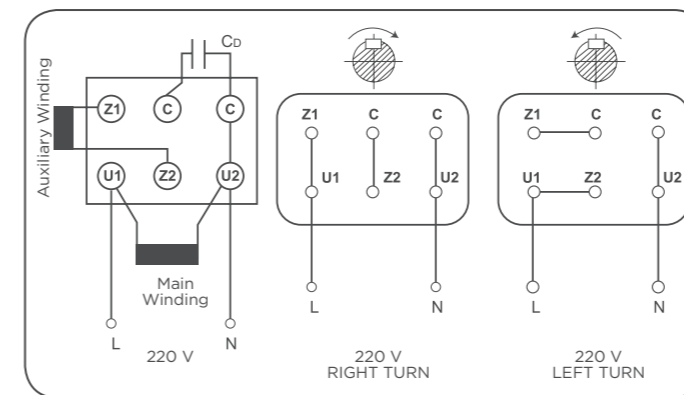 CD
Auxiliary Winding
Z1 C C
U1 Z2 U2
Main
Winding
L N
220 V
Z1 C C
U1 Z2 U2
L N
220 V
RIGHT TURN
Z1 C C
U1 Z2 U2
L N
220 V
LEFT TURN